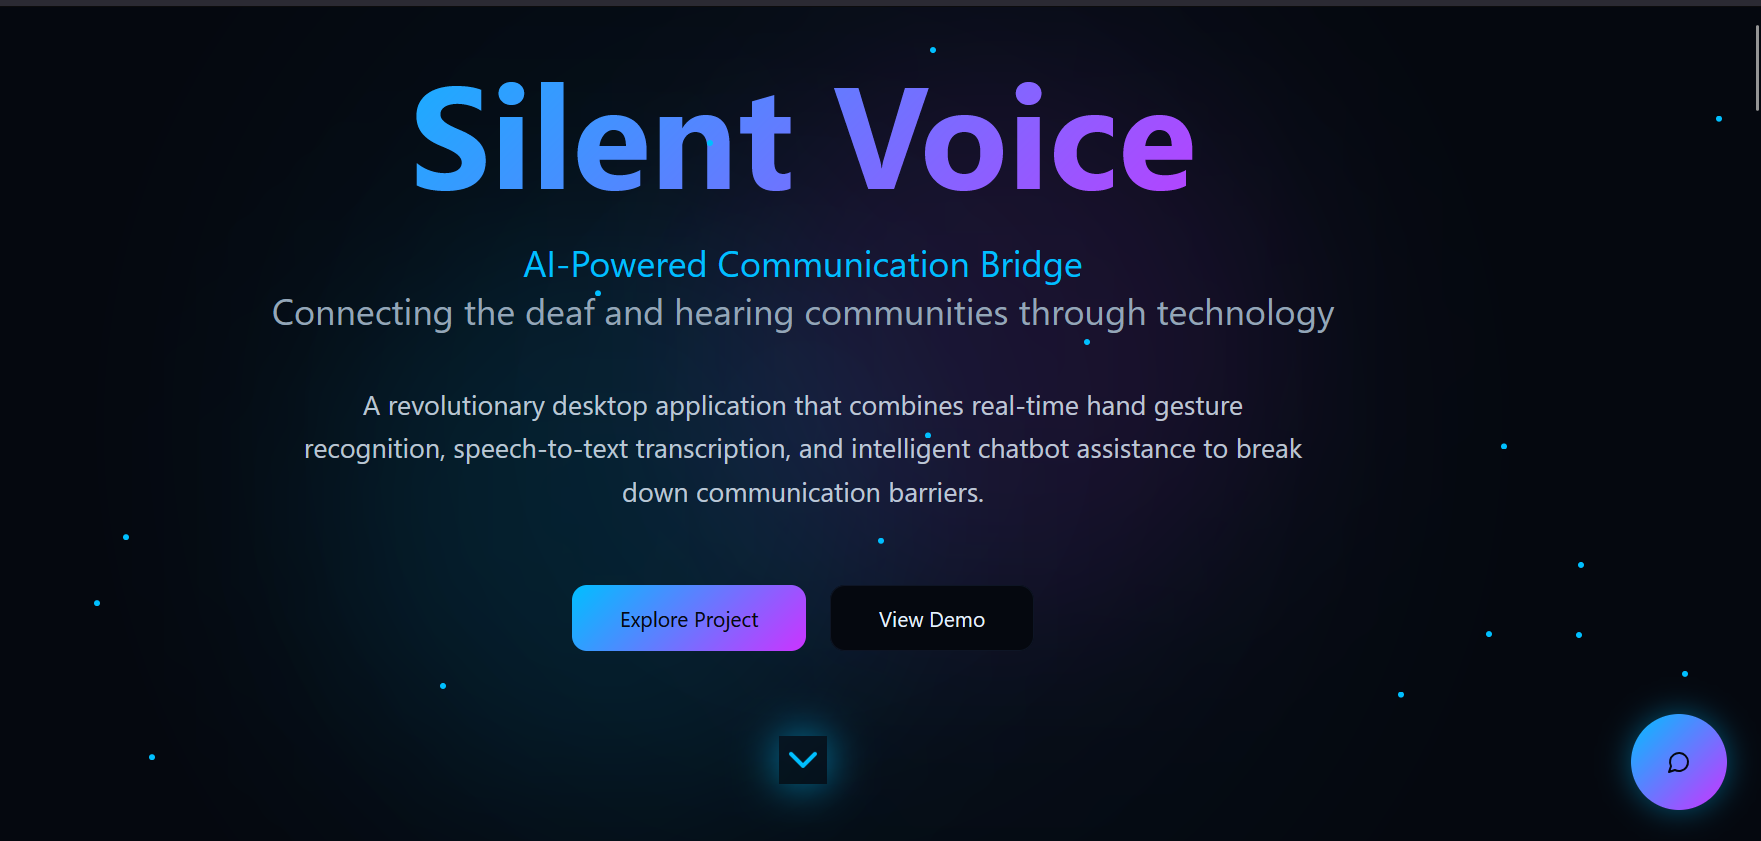 Silent Voice
AI-Powered Communication Bridge
Connecting the deaf and hearing communities through technology
A revolutionary desktop application that combines real-time hand gesture
recognition, speech-to-text transcription, and intelligent chatbot assistance to break
down communication barriers.
Explore Project
View Demo